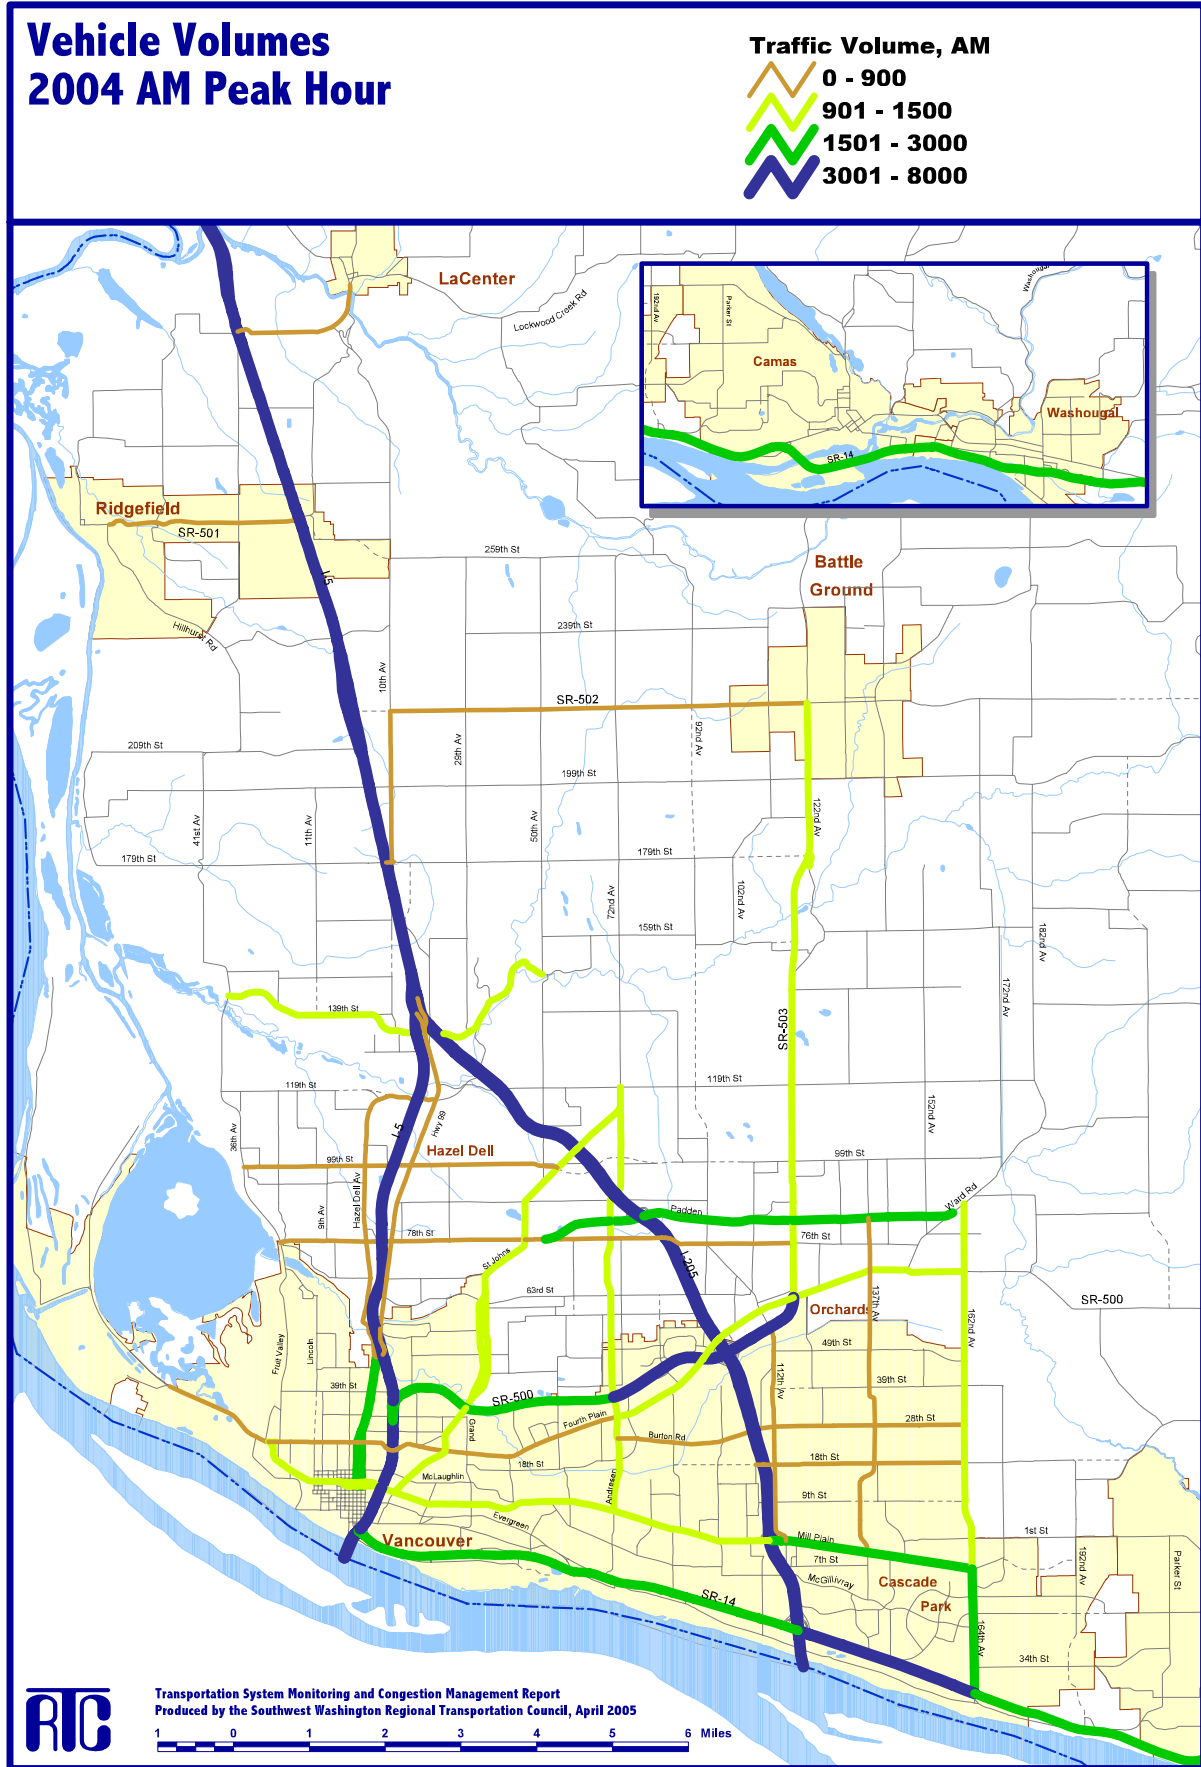 Vehicle Volumes
2004 AM Peak Hour
Traffic Volume, AM
0 - 900
901 - 1500
1501 - 3000
3001 - 8000
LaCenter
Lockwood Creek Rd
Washougal
192nd Av
Parker St
Camas
Washougal
SR-14
Ridgefield
SR-501
I-5
259th St
Battle
Ground
Hillhurst Rd
239th St
10th Av
SR-502
29th Av
92nd Av
209th St
199th St
41st Av
11th Av
50th Av
122nd Av
179th St
179th St
72nd Av
102nd Av
159th St
182nd Av
172nd Av
139th St
SR-503
119th St
119th St
152nd Av
36th Av
I-5
Hwy 99
Hazel Dell
99th St
99th St
Hazel Dell Av
9th Av
Ward Rd
Padden
78th St
76th St
St Johns
I-205
63rd St
SR-500
Orchards
137th Av
162nd Av
Fruit Valley
Lincoln
49th St
112th Av
39th St
39th St
SR-500
Fourth Plain
Grand
28th St
Burton Rd
18th St
18th St
McLaughlin
Andresen
9th St
Evergreen
Vancouver
Mill Plain
1st St
7th St
192nd Av
Parker St
McGillivray
Cascade
Park
SR-14
164th Av
34th St
RTC
Transportation System Monitoring and Congestion Management Report
Produced by the Southwest Washington Regional Transportation Council, April 2005
1 0 1 2 3 4 5 6 Miles